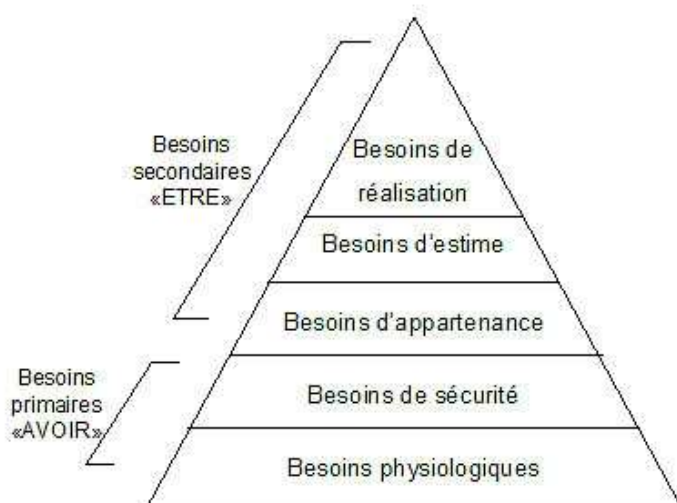 Besoins
secondaires
«ETRE»
Besoins de
réalisation
Besoins d'estime
Besoins d'appartenance
Besoins
primaires
«AVOIR»
Besoins de sécurité
Besoins physiologiques